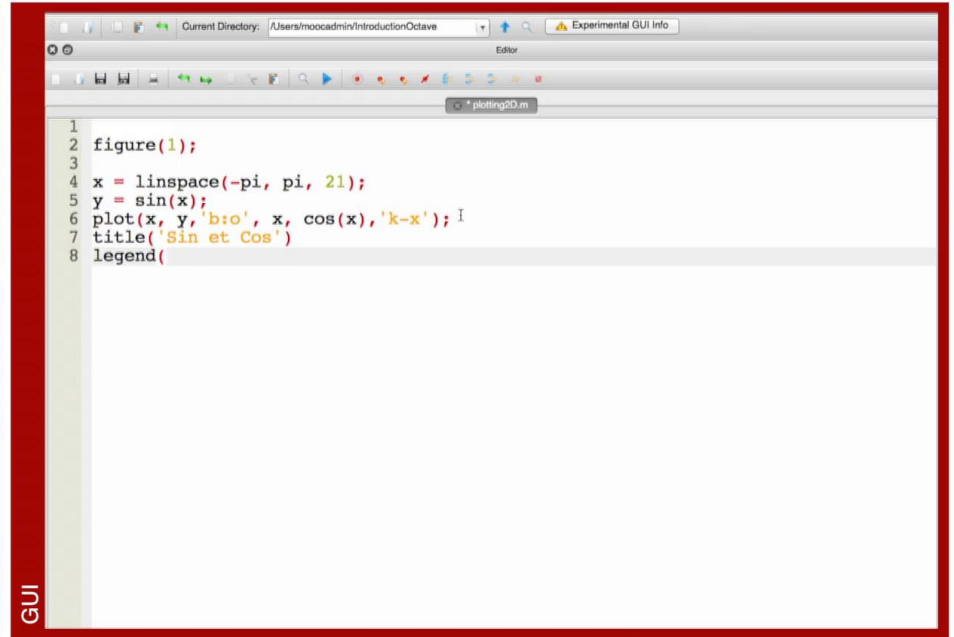 Current Directory: /Users/moocadmin/IntroductionOctave Experimental GUI Info
Editor
* plotting2D.m
1
2 figure(1);
3
4 x = linspace(-pi, pi, 21);
5 y = sin(x);
6 plot(x, y,'b:o', x, cos(x),'k-x');
7 title('Sin et Cos')
8 legend(
GUI